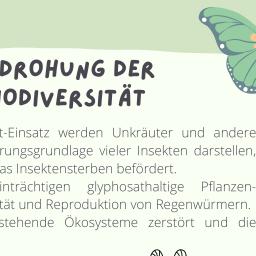 DROHUNG DER
IODIVERSITÄT
t-Einsatz werden Unkräuter und andere
rungsgrundlage vieler Insekten darstellen,
as Insektensterben befördert.
inträchtigen glyphosathaltige Pflanzen-
tät und Reproduktion von Regenwürmern.
stehende Ökosysteme zerstört und die